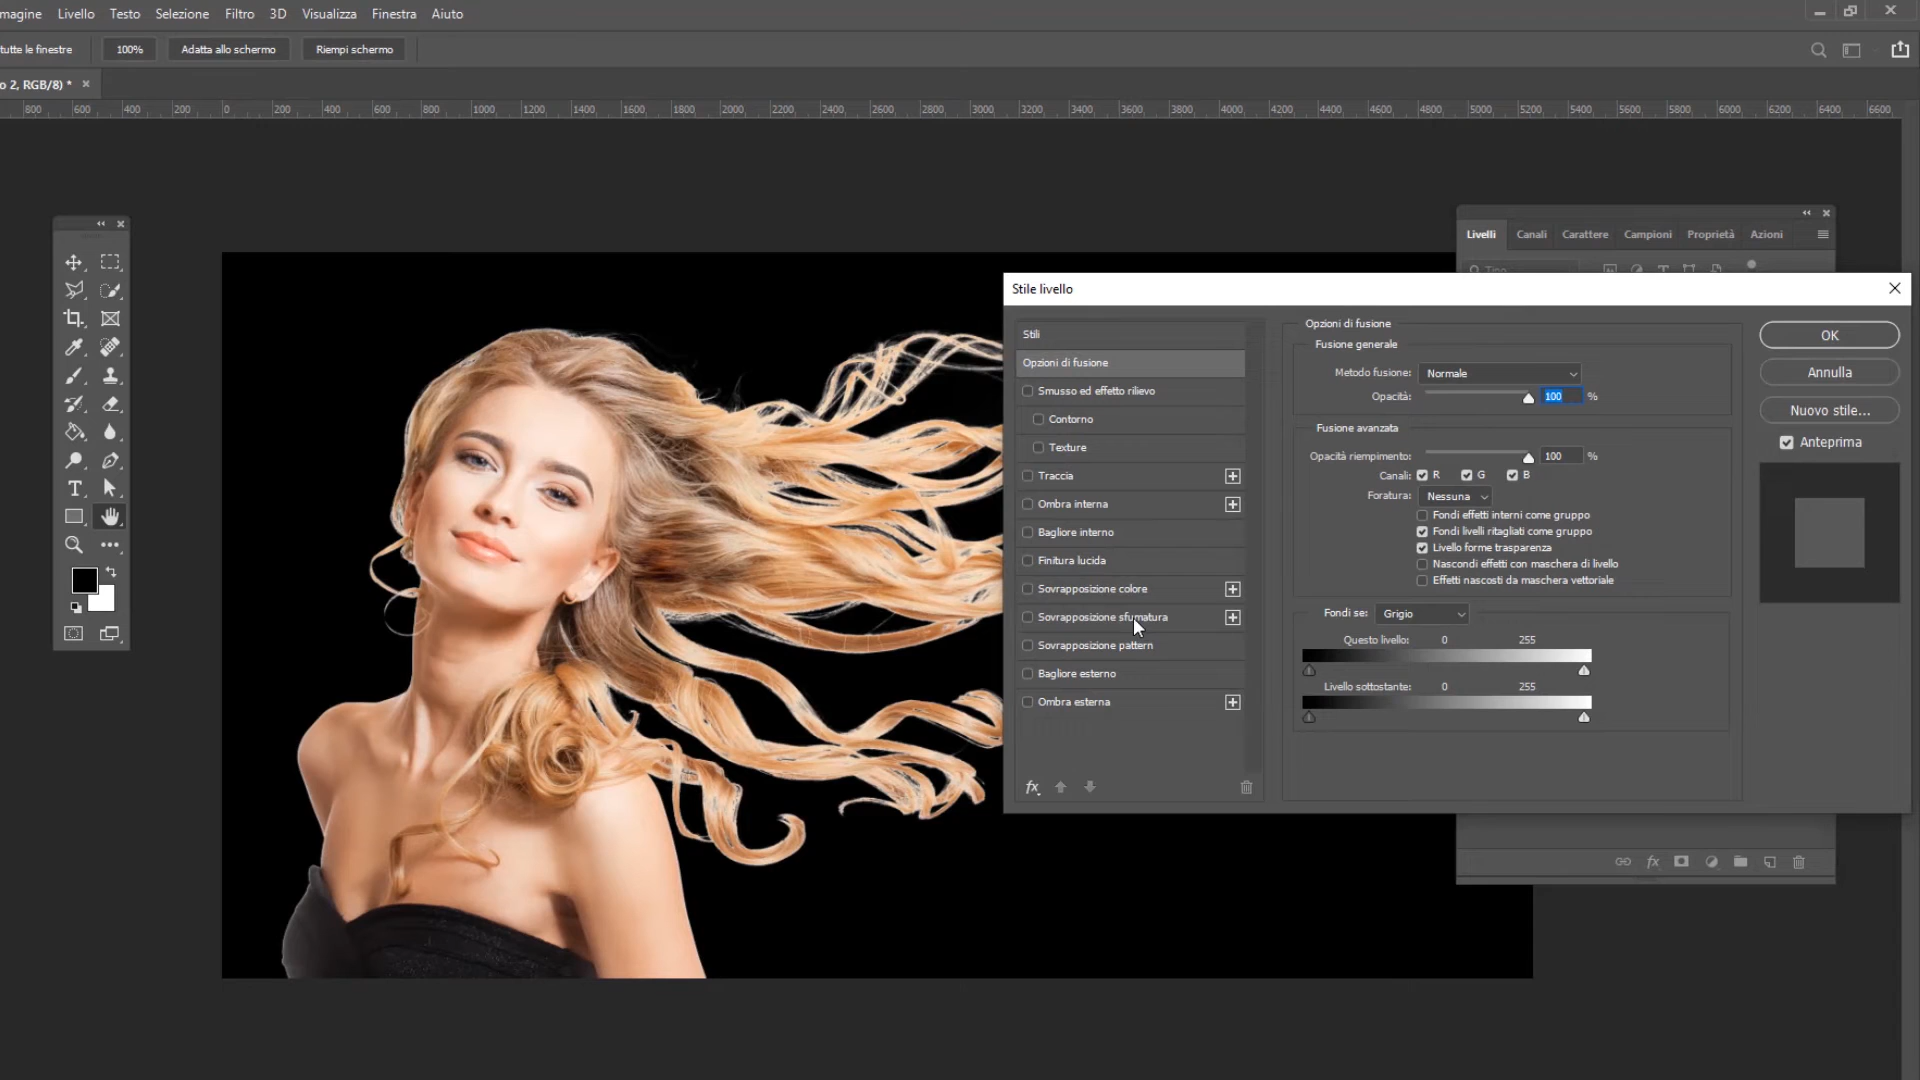 magine Livello Testo Selezione Filtro 3D Visualizza Finestra Aiuto
tutte le finestre 100% Adatta allo schermo Riempi schermo
o 2, RGB/8) *
800 600 400 200 0 200 400 600 800 1000 1200 1400 1600 1800 2000 2200 2400 2600 2800 3000 3200 3400 3600 3800 4000 4200 4400 4600 4800 5000 5200 5400 5600 5800 6000 6200 6400 6600
Livelli Canali Carattere Campioni Proprietà Azioni
Tipo
Stile livello
Stili
Opzioni di fusione
Smusso ed effetto rilievo
Contorno
Texture
Traccia
Ombra interna
Bagliore interno
Finitura lucida
Sovrapposizione colore
Sovrapposizione sfumatura
Sovrapposizione pattern
Bagliore esterno
Ombra esterna
fx
Opzioni di fusione
Fusione generale
Metodo fusione: Normale
Opacità: 100 %
Fusione avanzata
Opacità riempimento: 100 %
Canali: R G B
Foratura: Nessuna
Fondi effetti interni come gruppo
Fondi livelli ritagliati come gruppo
Livello forme trasparenza
Nascondi effetti con maschera di livello
Effetti nascosti da maschera vettoriale
Fondi se: Grigio
Questo livello: 0 255
Livello sottostante: 0 255
OK
Annulla
Nuovo stile...
Anteprima
fx